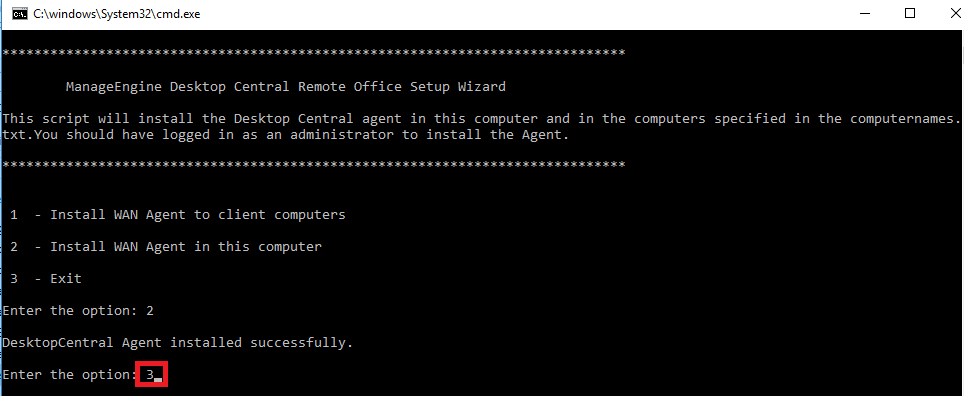 C:\windows\System32\cmd.exe
******************************************************************************
ManageEngine Desktop Central Remote Office Setup Wizard
This script will install the Desktop Central agent in this computer and in the computers specified in the computernames.
txt.You should have logged in as an administrator to install the Agent.
******************************************************************************
1 - Install WAN Agent to client computers
2 - Install WAN Agent in this computer
3 - Exit
Enter the option: 2
DesktopCentral Agent installed successfully.
Enter the option: 3_